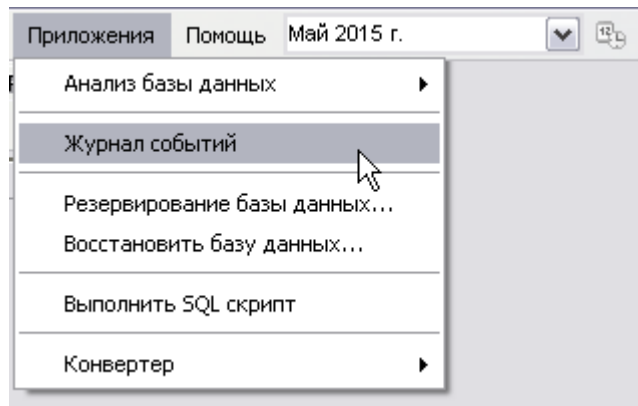 Приложения Помощь Май 2015 г.
Анализ базы данных
Журнал событий
Резервирование базы данных...
Восстановить базу данных...
Выполнить SQL скрипт
Конвертер